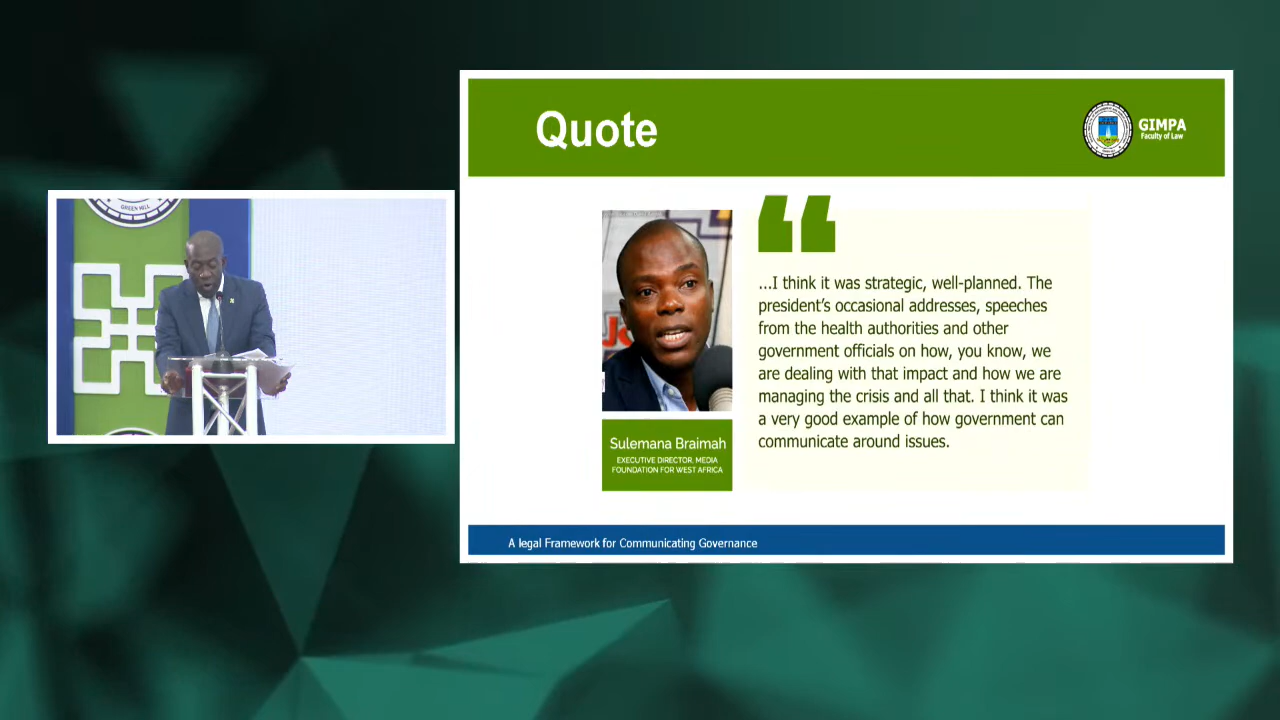 Quote
GIMPA
Faculty of Law
GREEN HILL
...I think it was strategic, well-planned. The
president's occasional addresses, speeches
from the health authorities and other
government officials on how, you know, we
are dealing with that impact and how we are
managing the crisis and all that. I think it was
a very good example of how government can
communicate around issues.
Sulemana Braimah
EXECUTIVE DIRECTOR, MEDIA
FOUNDATION FOR WEST AFRICA
A legal Framework for Communicating Governance